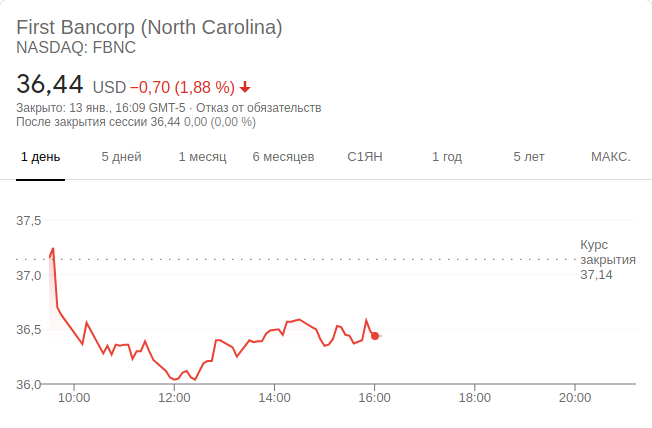 First Bancorp (North Carolina)
NASDAQ: FBNC
36,44 USD −0,70 (1,88 %)
Закрыто: 13 янв., 16:09 GMT-5 · Отказ от обязательств
После закрытия сессии 36,44 0,00 (0,00 %)
1 день 5 дней 1 месяц 6 месяцев С1ЯН 1 год 5 лет МАКС.
37,5
Курс
закрытия
37,14
37,0
36,5
36,0
10:00 12:00 14:00 16:00 18:00 20:00